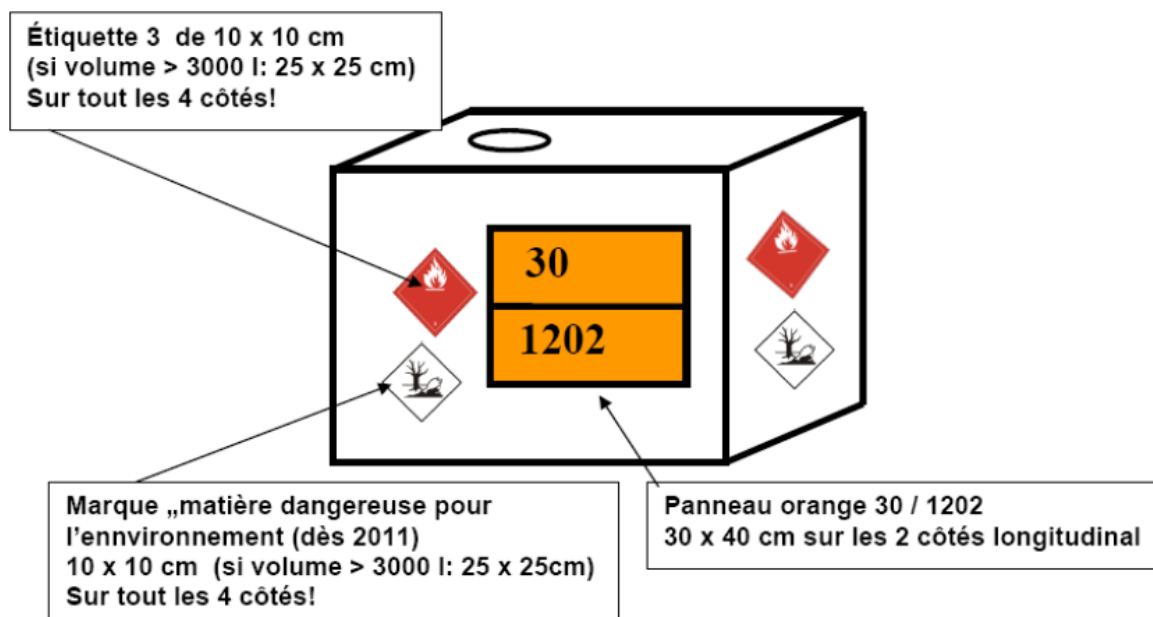 Étiquette 3 de 10 x 10 cm
(si volume > 3000 l: 25 x 25 cm)
Sur tout les 4 côtés!
30
1202
Marque „matière dangereuse pour
l'ennvironnement (dès 2011)
10 x 10 cm (si volume > 3000 l: 25 x 25cm)
Sur tout les 4 côtés!
Panneau orange 30 / 1202
30 x 40 cm sur les 2 côtés longitudinal